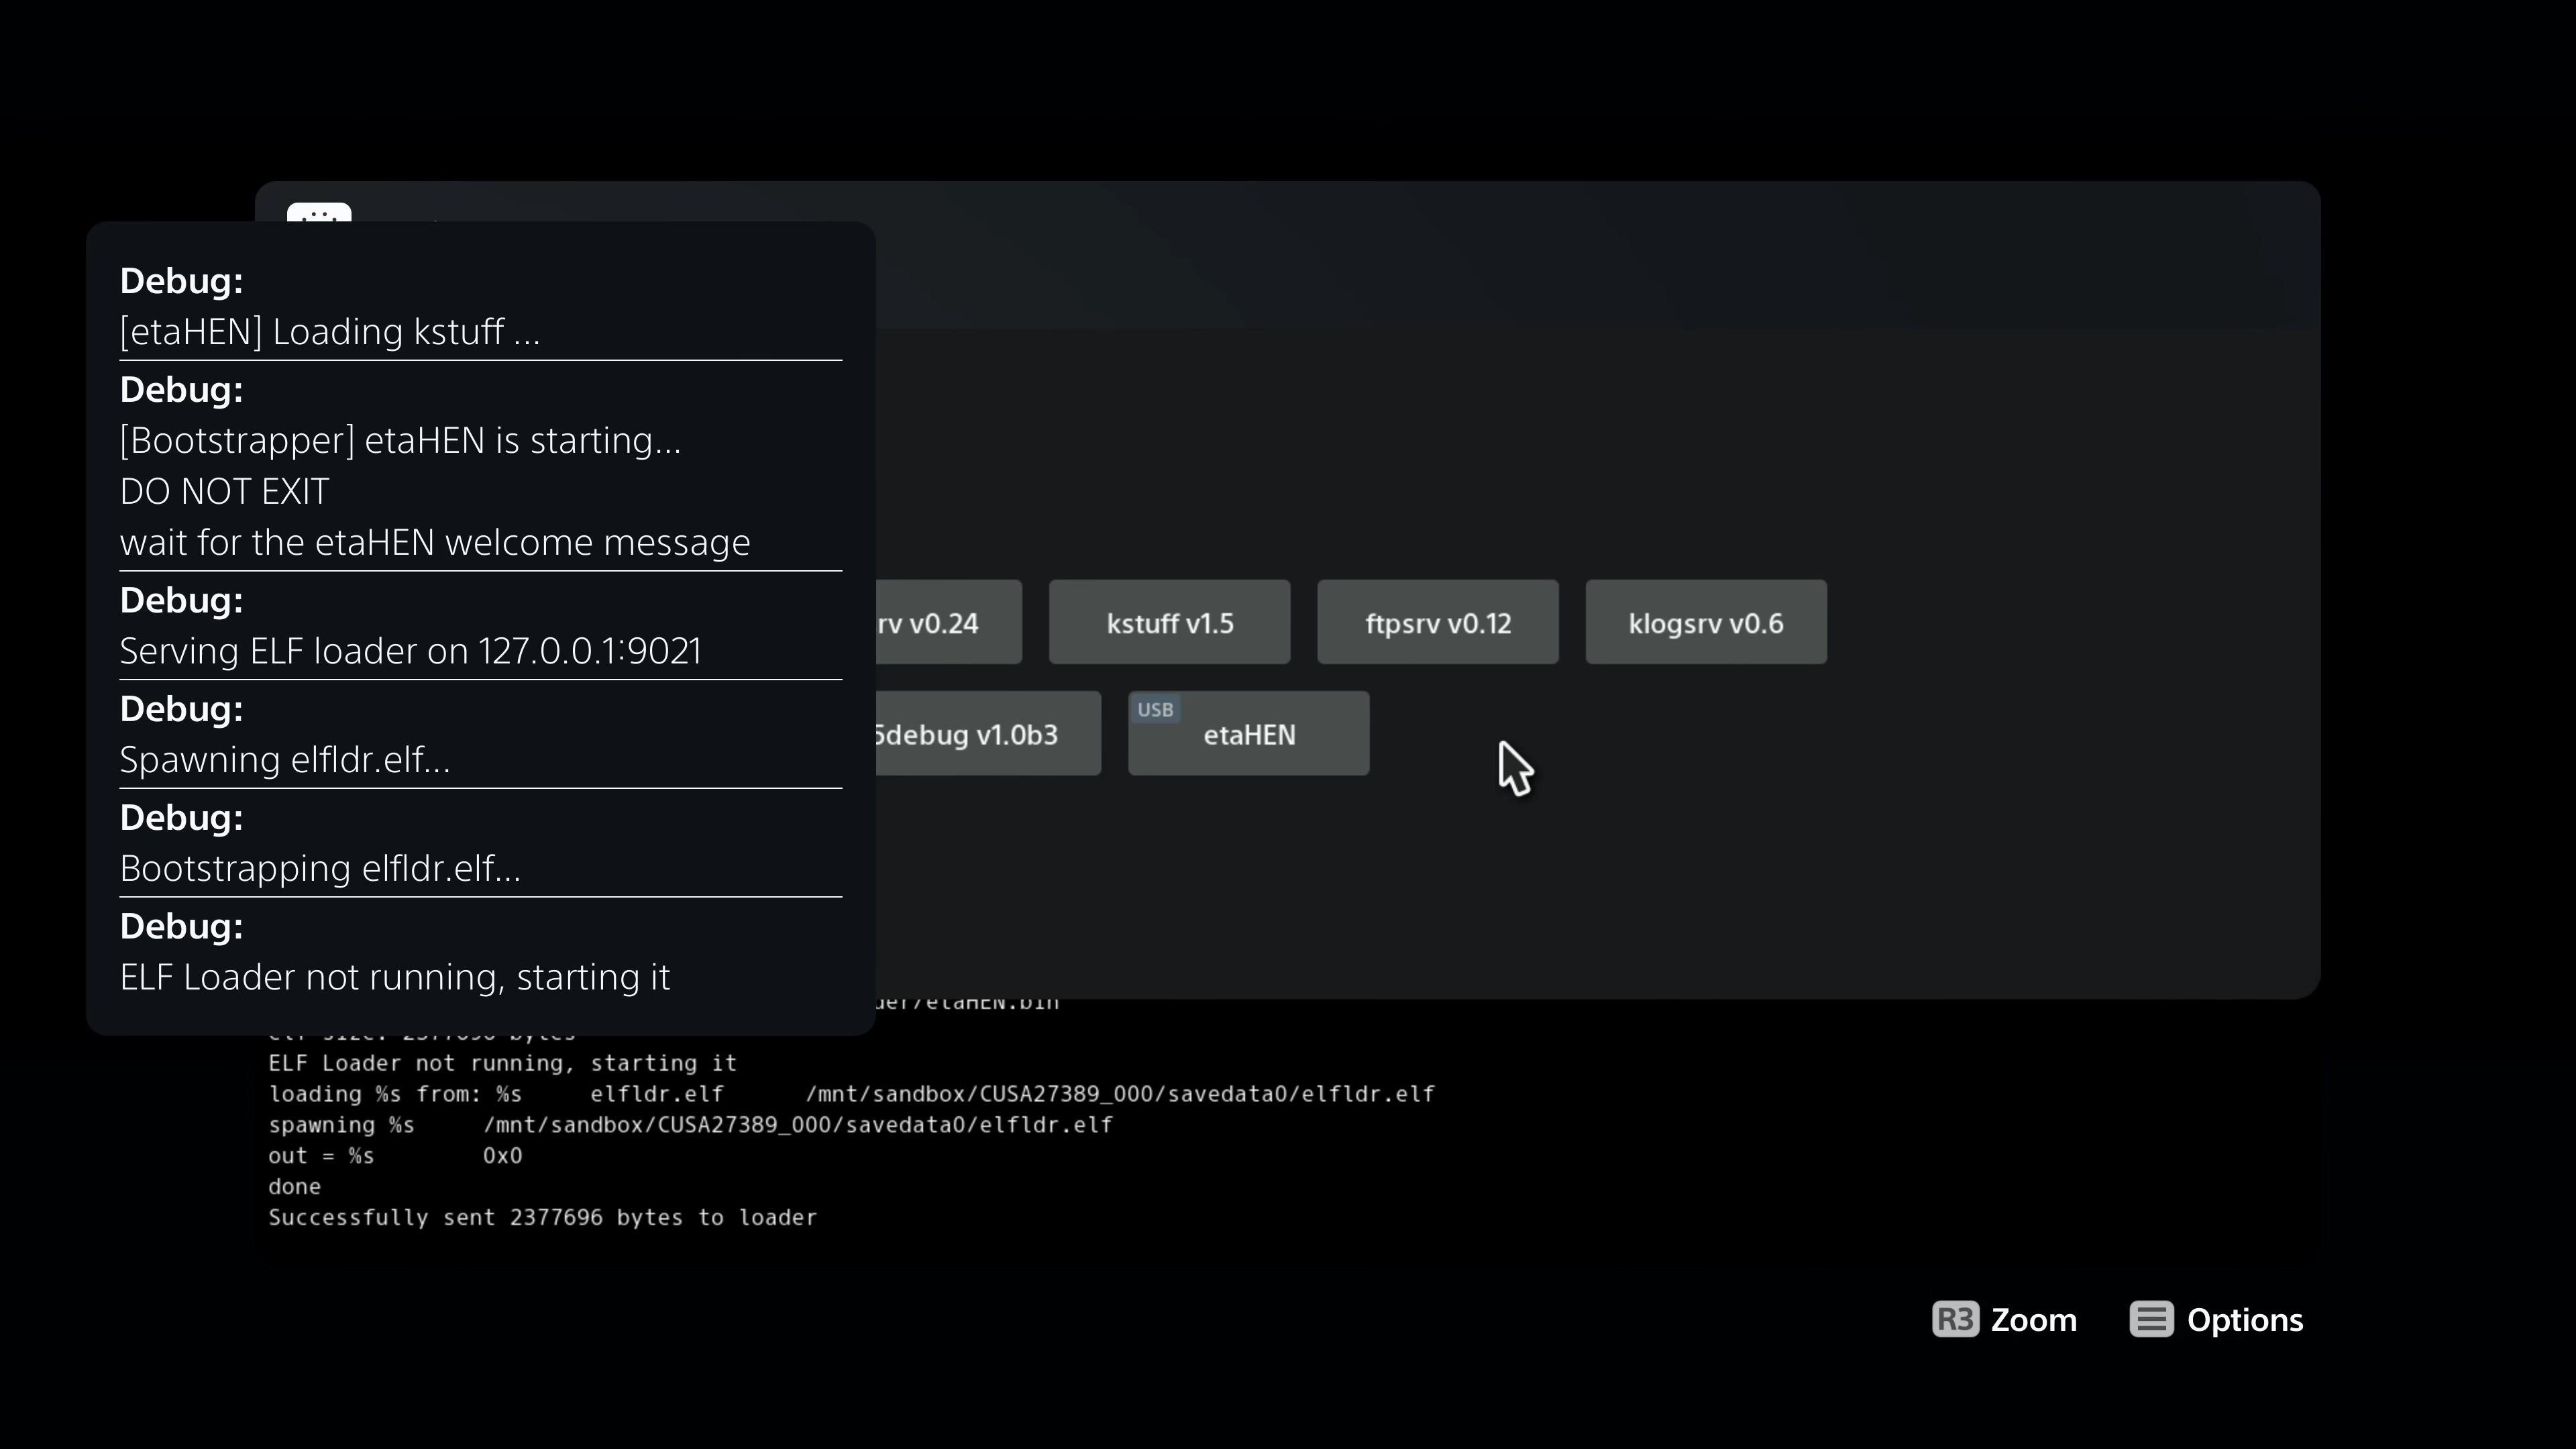 Debug:
[etaHEN] Loading kstuff ...
Debug:
[Bootstrapper] etaHEN is starting...
DO NOT EXIT
wait for the etaHEN welcome message
Debug:
Serving ELF loader on 127.0.0.1:9021
Debug:
Spawning elfldr.elf...
Debug:
Bootstrapping elfldr.elf...
Debug:
ELF Loader not running, starting it
v0.24
kstuff v1.5
ftpsrv v0.12
klogsrv v0.6
v1.0b3
USB
etaHEN
ELF Loader not running, starting it
loading %s from: %s elfldr.elf /mnt/sandbox/CUSA27389_000/savedata0/elfldr.elf
spawning %s /mnt/sandbox/CUSA27389_000/savedata0/elfldr.elf
out = %s 0x0
done
Successfully sent 2377696 bytes to loader
R3 Zoom
Options